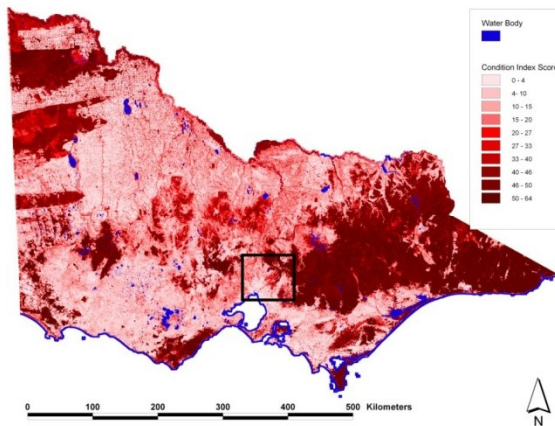 Water Body
Condition Index Score
0 - 4
4- 10
10 - 15
15 - 20
20 - 27
27 - 33
33 - 40
40 - 46
46 - 50
50 - 64
0 100 200 300 400 500 Kilometers
N